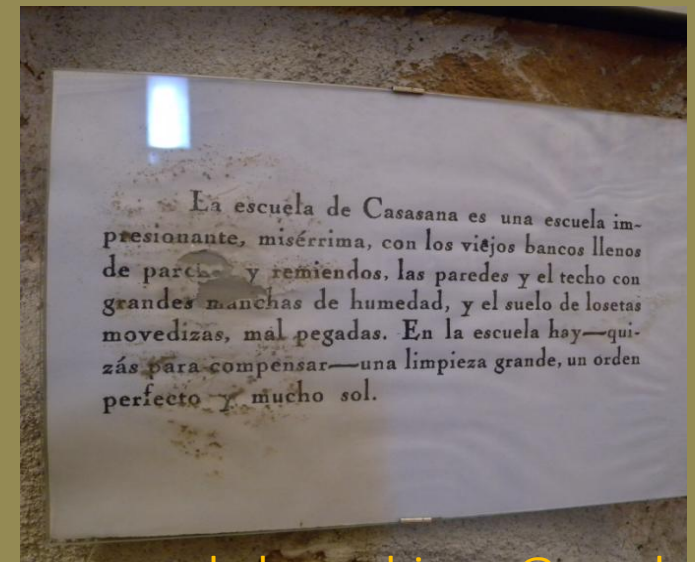 La escuela de Casasana es una escuela im-
presionante, misérrima, con los viejos bancos llenos
de y remiendos, las paredes y el techo con
grandes manchas de humedad, y el suelo de losetas
movedizas, mal pegadas. En la escuela hay—qui-
zás para compensar—una limpieza grande, un orden
perfecto y mucho sol.